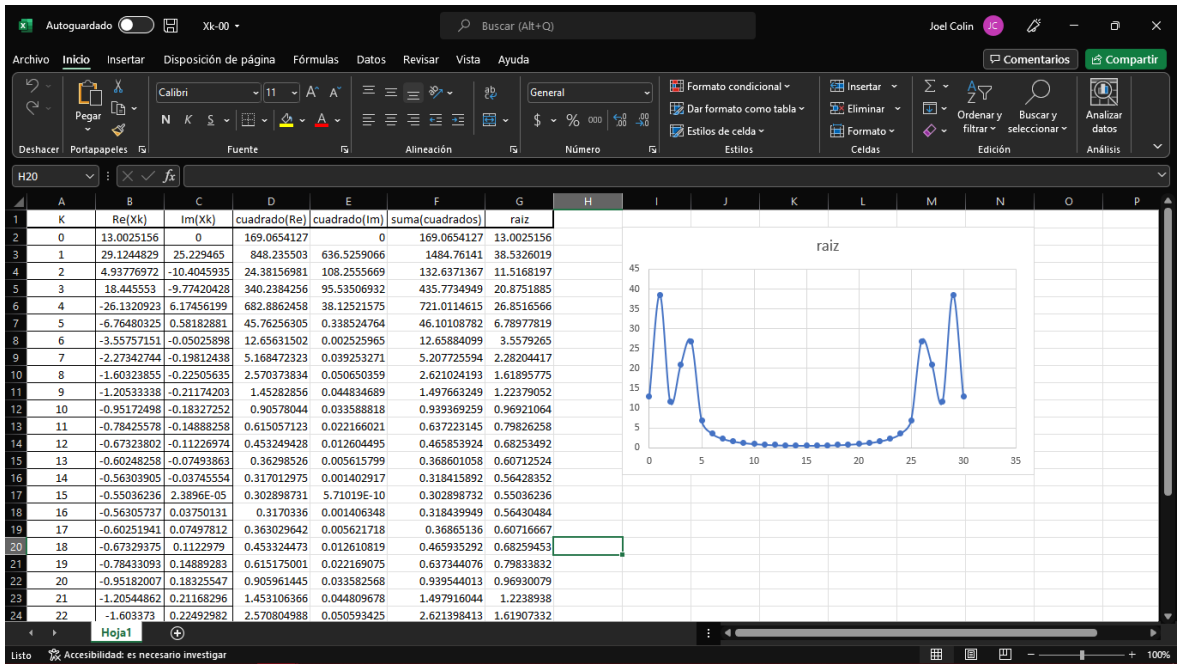 Autoguardado Xk-00 Buscar (Alt+Q) Joel Colin JC
Archivo Inicio Insertar Disposición de página Fórmulas Datos Revisar Vista Ayuda Comentarios Compartir
Pegar
Calibri 11 A A
N K S A
ab
General
$ % 000
Formato condicional
Dar formato como tabla
Estilos de celda
Insertar
Eliminar
Formato
Ordenar y filtrar
Buscar y seleccionar
Analizar datos
Deshacer Portapapeles Fuente Alineación Número Estilos Celdas Edición Análisis
H20 fx
A B C D E F G H I J K L M N O P
1 K Re(Xk) Im(Xk) cuadrado(Re) cuadrado(Im) suma(cuadrados) raiz
2 0 13.0025156 0 169.0654127 0 169.0654127 13.0025156
3 1 29.1244829 25.229465 848.235503 636.5259066 1484.76141 38.5326019
4 2 4.93776972 -10.4045935 24.38156981 108.2555669 132.6371367 11.5168197
5 3 18.445553 -9.77420428 340.2384256 95.53506932 435.7734949 20.8751885
6 4 -26.1320923 6.17456199 682.8862458 38.12521575 721.0114615 26.8516566
7 5 -6.76480325 0.58182881 45.76256305 0.338524764 46.10108782 6.78977819
8 6 -3.55757151 -0.05025898 12.65631502 0.002525965 12.65884099 3.5579265
9 7 -2.27342744 -0.19812438 5.168472323 0.039253271 5.207725594 2.28204417
10 8 -1.60323855 -0.22505635 2.570373834 0.050650359 2.621024193 1.61895775
11 9 -1.20533338 -0.21174203 1.45282856 0.044834689 1.497663249 1.22379052
12 10 -0.95172498 -0.18327252 0.90578044 0.033588818 0.939369259 0.96921064
13 11 -0.78425578 -0.14888258 0.615057123 0.022166021 0.637223145 0.79826258
14 12 -0.67323802 -0.11226974 0.453249428 0.012604495 0.465853924 0.68253492
15 13 -0.60248258 -0.07493863 0.36298526 0.005615799 0.368601058 0.60712524
16 14 -0.56303905 -0.03745554 0.317012975 0.001402917 0.318415892 0.56428352
17 15 -0.55036236 2.3896E-05 0.302898731 5.71019E-10 0.302898732 0.55036236
18 16 -0.56305737 0.03750131 0.3170336 0.001406348 0.318439949 0.56430484
19 17 -0.60251941 0.07497812 0.363029642 0.005621718 0.36865136 0.60716667
20 18 -0.67329375 0.1122979 0.453324473 0.012610819 0.465935292 0.68259453
21 19 -0.78433093 0.14889283 0.615175001 0.022169075 0.637344076 0.79833832
22 20 -0.95182007 0.18325547 0.905961445 0.033582568 0.939544013 0.96930079
23 21 -1.20544862 0.21168296 1.453106366 0.044809678 1.497916044 1.2238938
24 22 -1.603373 0.22492982 2.570804988 0.050593425 2.621398413 1.61907332
raiz
45
40
35
30
25
20
15
10
5
0
0 5 10 15 20 25 30 35
Hoja1
Listo Accesibilidad: es necesario investigar 100%